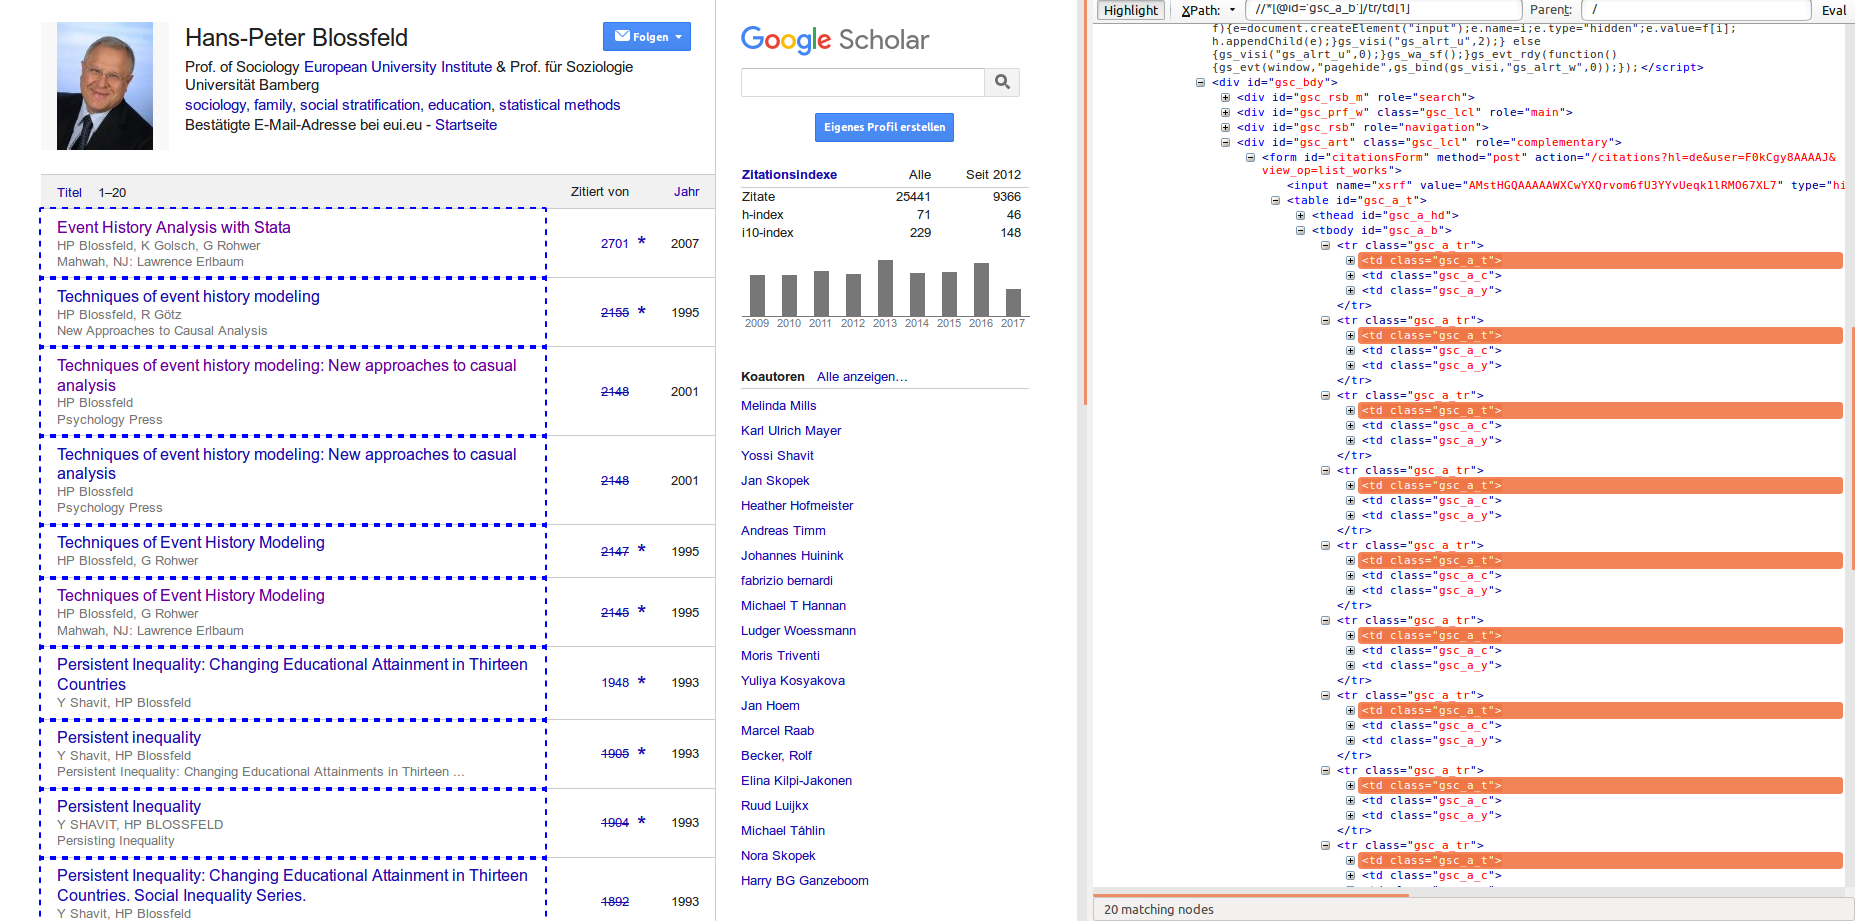 Hans-Peter Blossfeld
Folgen
Prof. of Sociology European University Institute & Prof. für Soziologie
Universität Bamberg
sociology, family, social stratification, education, statistical methods
Bestätigte E-Mail-Adresse bei eui.eu - Startseite
Titel 1–20 Zitiert von Jahr
Event History Analysis with Stata
HP Blossfeld, K Golsch, G Rohwer
Mahwah, NJ: Lawrence Erlbaum
2701 * 2007
Techniques of event history modeling
HP Blossfeld, R Götz
New Approaches to Causal Analysis
2155 * 1995
Techniques of event history modeling: New approaches to casual
analysis
HP Blossfeld
Psychology Press
2148 2001
Techniques of event history modeling: New approaches to casual
analysis
HP Blossfeld
Psychology Press
2148 2001
Techniques of Event History Modeling
HP Blossfeld, G Rohwer
2147 * 1995
Techniques of Event History Modeling
HP Blossfeld, G Rohwer
Mahwah, NJ: Lawrence Erlbaum
2145 * 1995
Persistent Inequality: Changing Educational Attainment in Thirteen
Countries
Y Shavit, HP Blossfeld
1948 * 1993
Persistent inequality
Y Shavit, HP Blossfeld
Persistent Inequality: Changing Educational Attainments in Thirteen ...
1905 * 1993
Persistent Inequality
Y SHAVIT, HP BLOSSFELD
Persisting Inequality
1904 * 1993
Persistent Inequality: Changing Educational Attainment in Thirteen
Countries. Social Inequality Series.
Y Shavit, HP Blossfeld
1892 1993
Google Scholar
Eigenes Profil erstellen
Zitationsindexe Alle Seit 2012
Zitate 25441 9366
h-index 71 46
i10-index 229 148
2009 2010 2011 2012 2013 2014 2015 2016 2017
Koautoren Alle anzeigen…
Melinda Mills
Karl Ulrich Mayer
Yossi Shavit
Jan Skopek
Heather Hofmeister
Andreas Timm
Johannes Huinink
fabrizio bernardi
Michael T Hannan
Ludger Woessmann
Moris Triventi
Yuliya Kosyakova
Jan Hoem
Marcel Raab
Becker, Rolf
Elina Kilpi-Jakonen
Ruud Luijkx
Michael Tåhlin
Nora Skopek
Harry BG Ganzeboom
Highlight XPath: //*[@id='gsc_a_b']/tr/td[1] Parent: / Eval
f){e=document.createElement("input");e.name=i;e.type="hidden";e.value=f[i];
h.appendChild(e);}gs_visi("gs_alrt_u",2);} else
{gs_visi("gs_alrt_u",0);}gs_wa_sf();}gs_evt_rdy(function()
{gs_evt(window,"pagehide",gs_bind(gs_visi,"gs_alrt_w",0));});</script>
<div id="gsc_bdy">
<div id="gsc_rsb_m" role="search">
<div id="gsc_prf_w" class="gsc_lcl" role="main">
<div id="gsc_rsb" role="navigation">
<div id="gsc_art" class="gsc_lcl" role="complementary">
<form id="citationsForm" method="post" action="/citations?hl=de&user=F0kCgy8AAAAJ&
view_op=list_works">
<input name="xsrf" value="AMstHGQAAAAAWXCwYXQrvom6fU3YYvUeqk1lRMO67XL7" type="hi
<table id="gsc_a_t">
<thead id="gsc_a_hd">
<tbody id="gsc_a_b">
<tr class="gsc_a_tr">
<td class="gsc_a_t">
<td class="gsc_a_c">
<td class="gsc_a_y">
</tr>
<tr class="gsc_a_tr">
<td class="gsc_a_t">
<td class="gsc_a_c">
<td class="gsc_a_y">
</tr>
<tr class="gsc_a_tr">
<td class="gsc_a_t">
<td class="gsc_a_c">
<td class="gsc_a_y">
</tr>
<tr class="gsc_a_tr">
<td class="gsc_a_t">
<td class="gsc_a_c">
<td class="gsc_a_y">
</tr>
<tr class="gsc_a_tr">
<td class="gsc_a_t">
<td class="gsc_a_c">
<td class="gsc_a_y">
</tr>
<tr class="gsc_a_tr">
<td class="gsc_a_t">
<td class="gsc_a_c">
<td class="gsc_a_y">
</tr>
<tr class="gsc_a_tr">
<td class="gsc_a_t">
<td class="gsc_a_c">
<td class="gsc_a_y">
</tr>
<tr class="gsc_a_tr">
<td class="gsc_a_t">
<td class="gsc_a_c">
<td class="gsc_a_y">
</tr>
<tr class="gsc_a_tr">
<td class="gsc_a_t">
<td class="gsc_a_c">
20 matching nodes